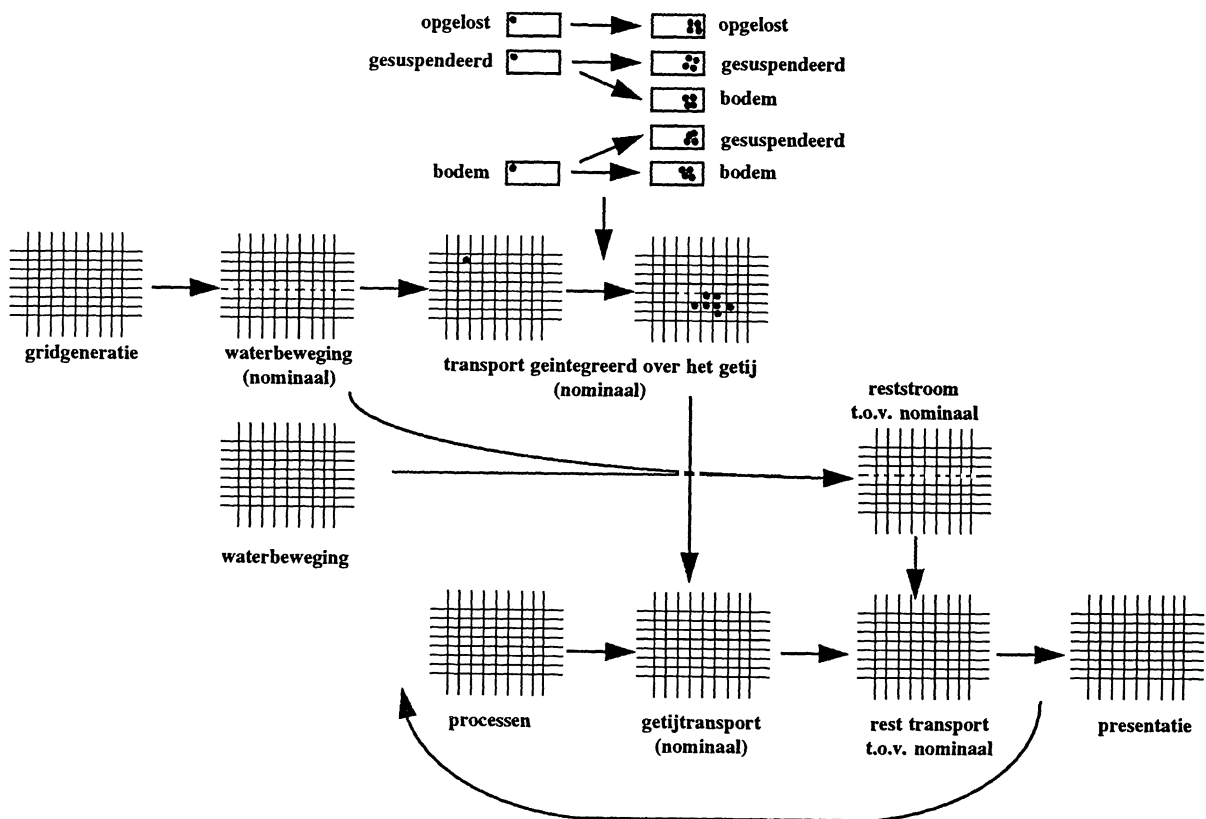 opgelost
opgelost
gesuspendeerd
gesuspendeerd
bodem
gesuspendeerd
bodem
bodem
gridgeneratie
waterbeweging
(nominaal)
transport geintegreerd over het getij
(nominaal)
reststroom
t.o.v. nominaal
waterbeweging
processen
getijtransport
(nominaal)
rest transport
t.o.v. nominaal
presentatie